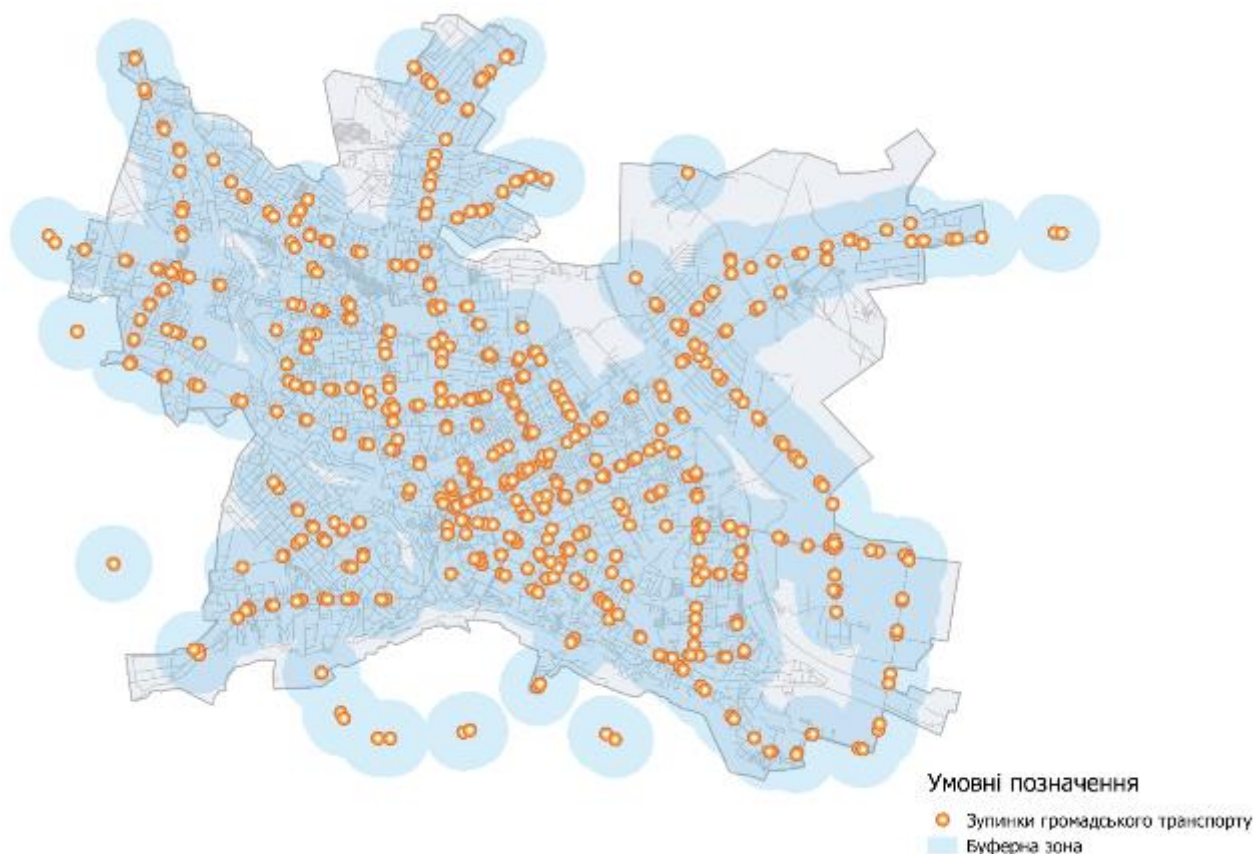 Умовні позначення
Зупинки громадського транспорту
Буферна зона